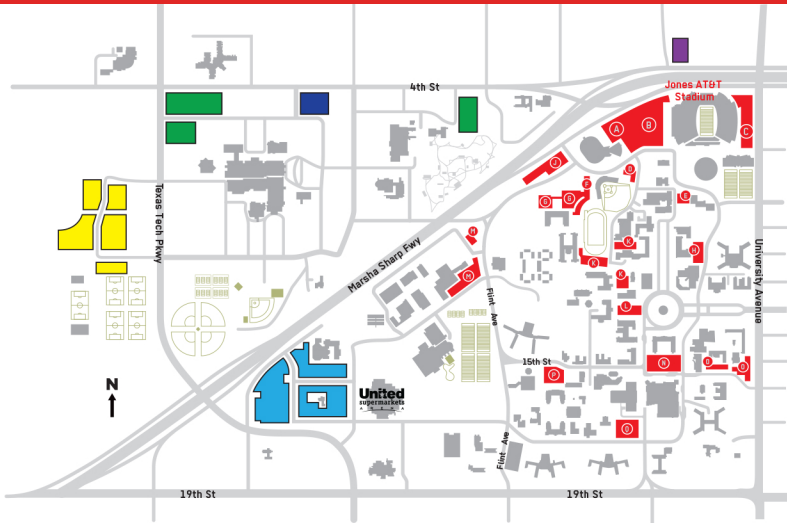 4th St
Jones AT&T
Stadium
A
B
C
J
D
F
G
G
E
Texas Tech Pkwy
M
K
H
Marsha Sharp Fwy
University Avenue
K
M
K
Flint Ave
L
N
15th St
N
P
United
supermarkets
ARENA
Flint Ave
19th St
19th St